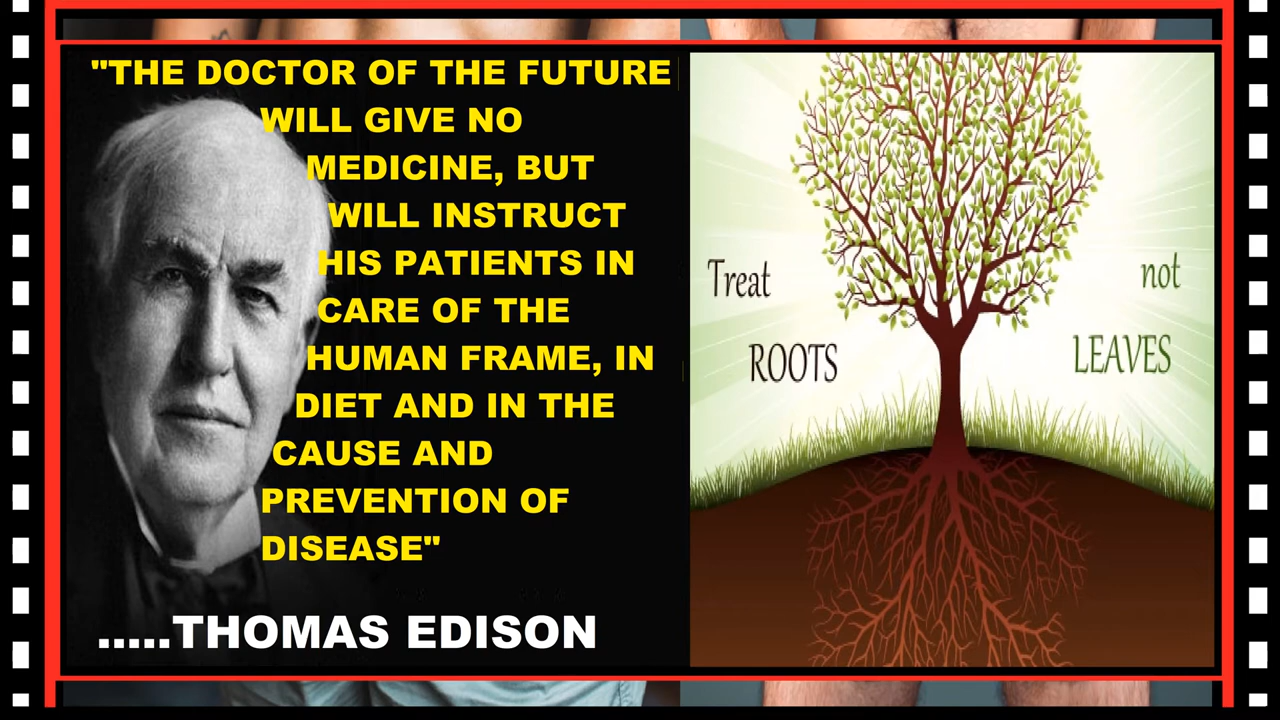 "THE DOCTOR OF THE FUTURE
WILL GIVE NO
MEDICINE, BUT
WILL INSTRUCT
HIS PATIENTS IN
CARE OF THE
HUMAN FRAME, IN
DIET AND IN THE
CAUSE AND
PREVENTION OF
DISEASE"
.....THOMAS EDISON
Treat
ROOTS
not
LEAVES